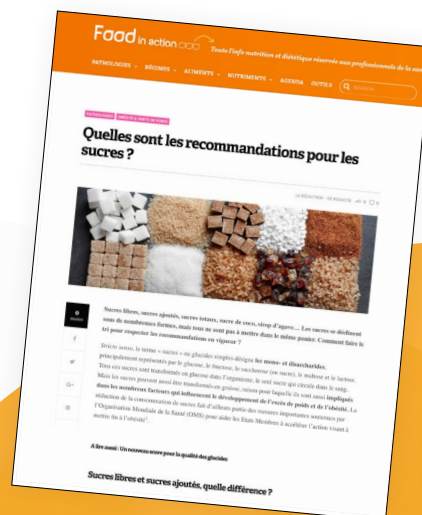 Food in action
Toute l'info nutrition et diététique réservée aux professionnels de la
PATHOLOGIES RÉGIMES ALIMENTS NUTRIMENTS AGENDA OUTILS
PATHOLOGIES
Quelles sont les recommandations pour les
sucres ?
LA RÉDACTION
Sucres libres, sucres ajoutés, sucres totaux, sucre de coco, sirop d'agave… Les sucres se déclinent
sous de nombreuses formes, mais tous ne sont pas à mettre dans le même panier. Comment faire le
tri pour respecter les recommandations en vigueur ?
Stricto sensu, le terme « sucres » ou glucides simples désigne les mono- et disaccharides,
principalement représentés par le glucose, le fructose, le saccharose (ou sucre), le maltose et le lactose.
Tous ces sucres sont transformés en glucose dans l'organisme, le seul sucre qui circule dans le sang.
Mais les sucres peuvent aussi être transformés en graisse, raison pour laquelle ils sont aussi impliqués
dans les nombreux facteurs qui influencent le développement de l'excès de poids et de l'obésité. La
réduction de la consommation de sucres fait d'ailleurs partie des mesures importantes soutenues par
l'Organisation Mondiale de la Santé (OMS) pour aider les Etats Membres à accélérer l'action visant à
mettre fin à l'obésité
A lire aussi : Un nouveau score pour la qualité des glucides
Sucres libres et sucres ajoutés, quelle différence ?